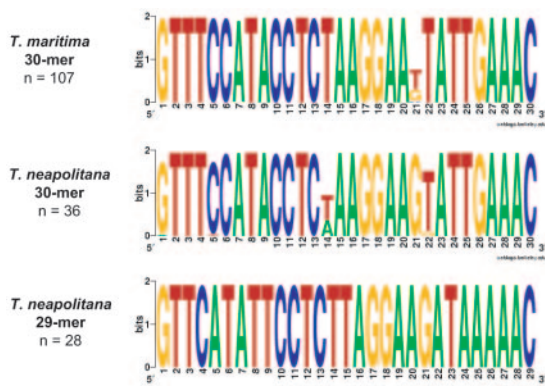 T. maritima
30-mer
n = 107
bits
2
1
0
GTTTCCATACCTCTAAGGAATTATTGAAAC
G
5′ 1 2 3 4 5 6 7 8 9 10 11 12 13 14 15 16 17 18 19 20 21 22 23 24 25 26 27 28 29 30 3′
T. neapolitana
30-mer
n = 36
bits
2
1
0
GTTTCCATACCTCTAAGGAAGTATTGAAAC
A
5′ 1 2 3 4 5 6 7 8 9 10 11 12 13 14 15 16 17 18 19 20 21 22 23 24 25 26 27 28 29 30 3′
T. neapolitana
29-mer
n = 28
bits
2
1
0
GTTCATATTCCTCTTAGGAAGATAAAAAC
5′ 1 2 3 4 5 6 7 8 9 10 11 12 13 14 15 16 17 18 19 20 21 22 23 24 25 26 27 28 29 3′